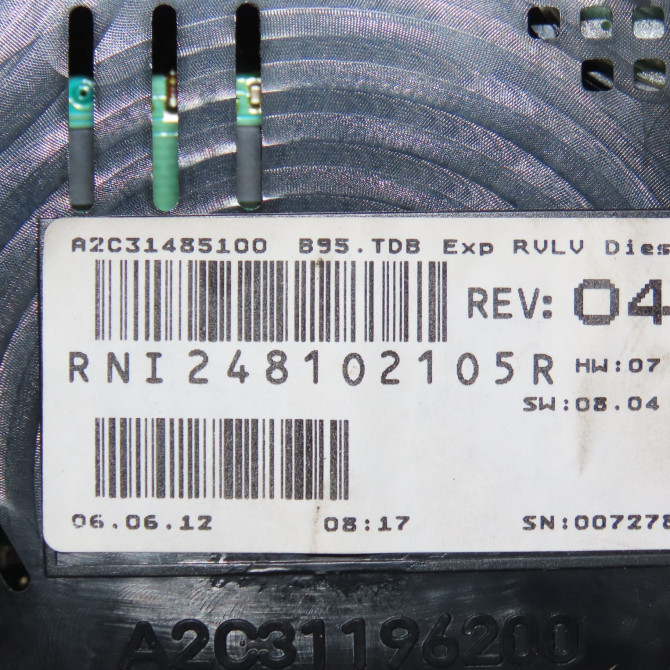 A2C31485100 B95.TDB Exp RVLV Dies
REV: 04
RNI248102105R HW:07
SW:08.04
06.06.12 08:17 SN:007278
A2C31196200